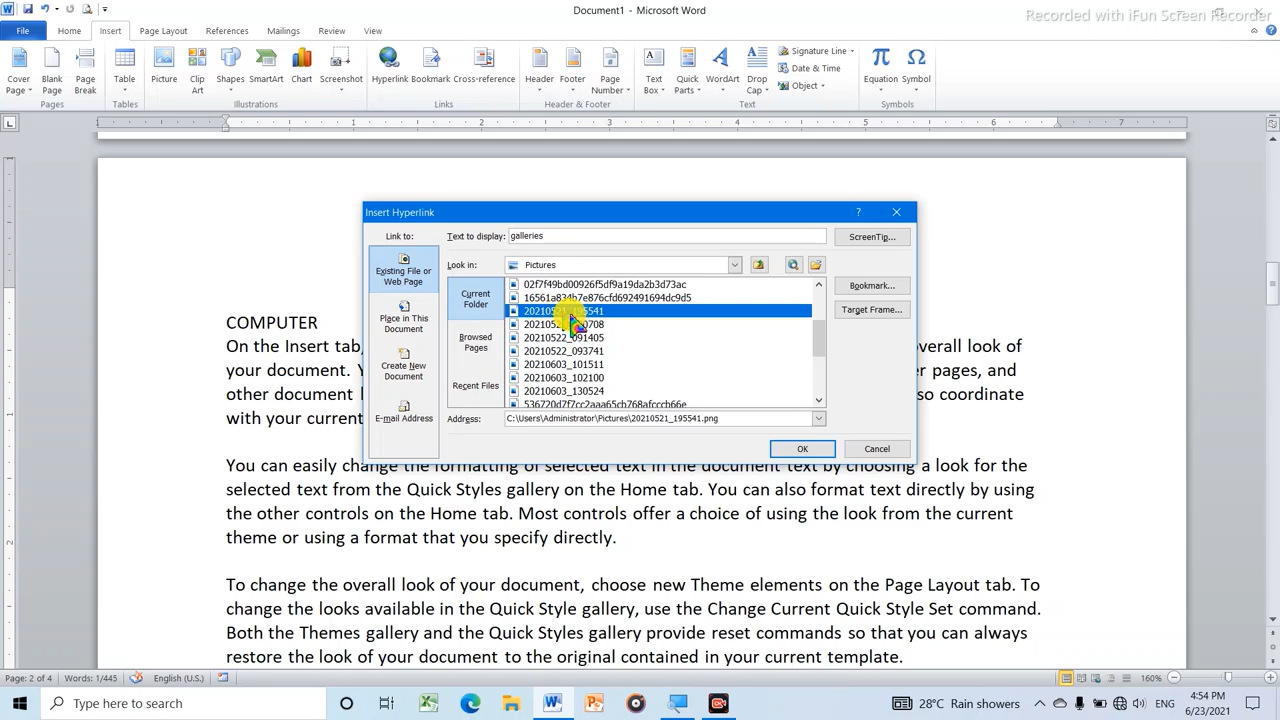 Document1 - Microsoft Word
Recorded with iFun Screen Recorder
File Home Insert Page Layout References Mailings Review View
Cover Page
Blank Page
Page Break
Table
Picture
Clip Art
Shapes
SmartArt
Chart
Screenshot
Hyperlink
Bookmark
Cross-reference
Header
Footer
Page Number
Text Box
Quick Parts
WordArt
Drop Cap
Signature Line
Date & Time
Object
Equation
Symbol
Pages Tables Illustrations Links Header & Footer Text Symbols
1 2 3 4 5 6 7
Insert Hyperlink
Link to:
Text to display: galleries
ScreenTip...
Existing File or Web Page
Look in: Pictures
Current Folder
02f7f49bd00926f5df9a19da2b3d73ac
Bookmark...
16561a834b7e876cfd692491694dc9d5
Place in This Document
Target Frame...
Browsed Pages
20210522_091405
20210522_093741
Create New Document
20210603_101511
20210603_102100
Recent Files
20210603_130524
536720d7f7cc2aaa65cb768afcccb66e
E-mail Address
Address: C:\Users\Administrator\Pictures\20210521_195541.png
OK Cancel
COMPUTER
On the Insert tab, overall look of
your document. Y er pages, and
other document so coordinate
with your current
You can easily change the formatting of selected text in the document text by choosing a look for the
selected text from the Quick Styles gallery on the Home tab. You can also format text directly by using
the other controls on the Home tab. Most controls offer a choice of using the look from the current
theme or using a format that you specify directly.
To change the overall look of your document, choose new Theme elements on the Page Layout tab. To
change the looks available in the Quick Style gallery, use the Change Current Quick Style Set command.
Both the Themes gallery and the Quick Styles gallery provide reset commands so that you can always
restore the look of your document to the original contained in your current template.
Page: 2 of 4 Words: 1/445 English (U.S.) 160%
Type here to search
28°C Rain showers
ENG
4:54 PM
6/23/2021